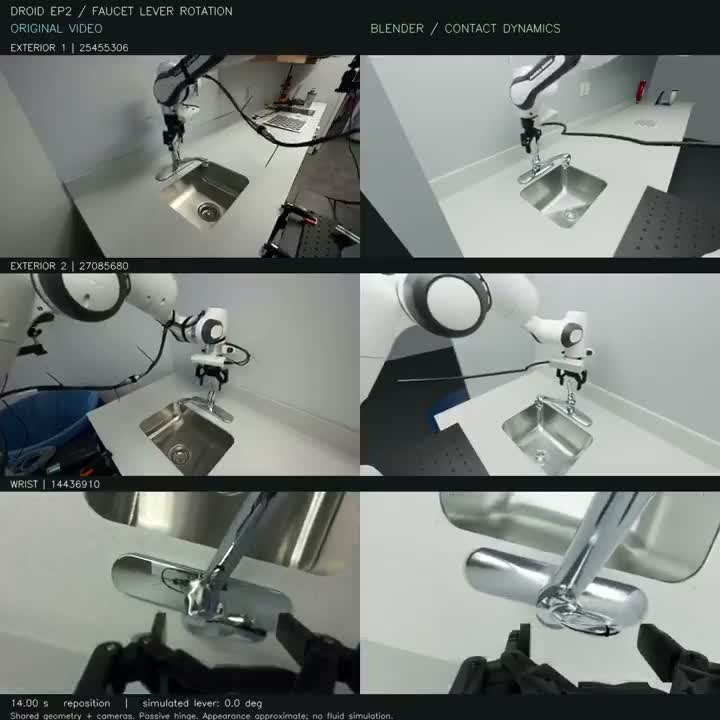 DROID EP2 / FAUCET LEVER ROTATION
ORIGINAL VIDEO
BLENDER / CONTACT DYNAMICS
EXTERIOR 1 | 25455306
EXTERIOR 2 | 27085680
WRIST | 14436910
14.00 s reposition | simulated lever: 0.0 deg
Shared geometry + cameras. Passive hinge. Appearance approximate; no fluid simulation.